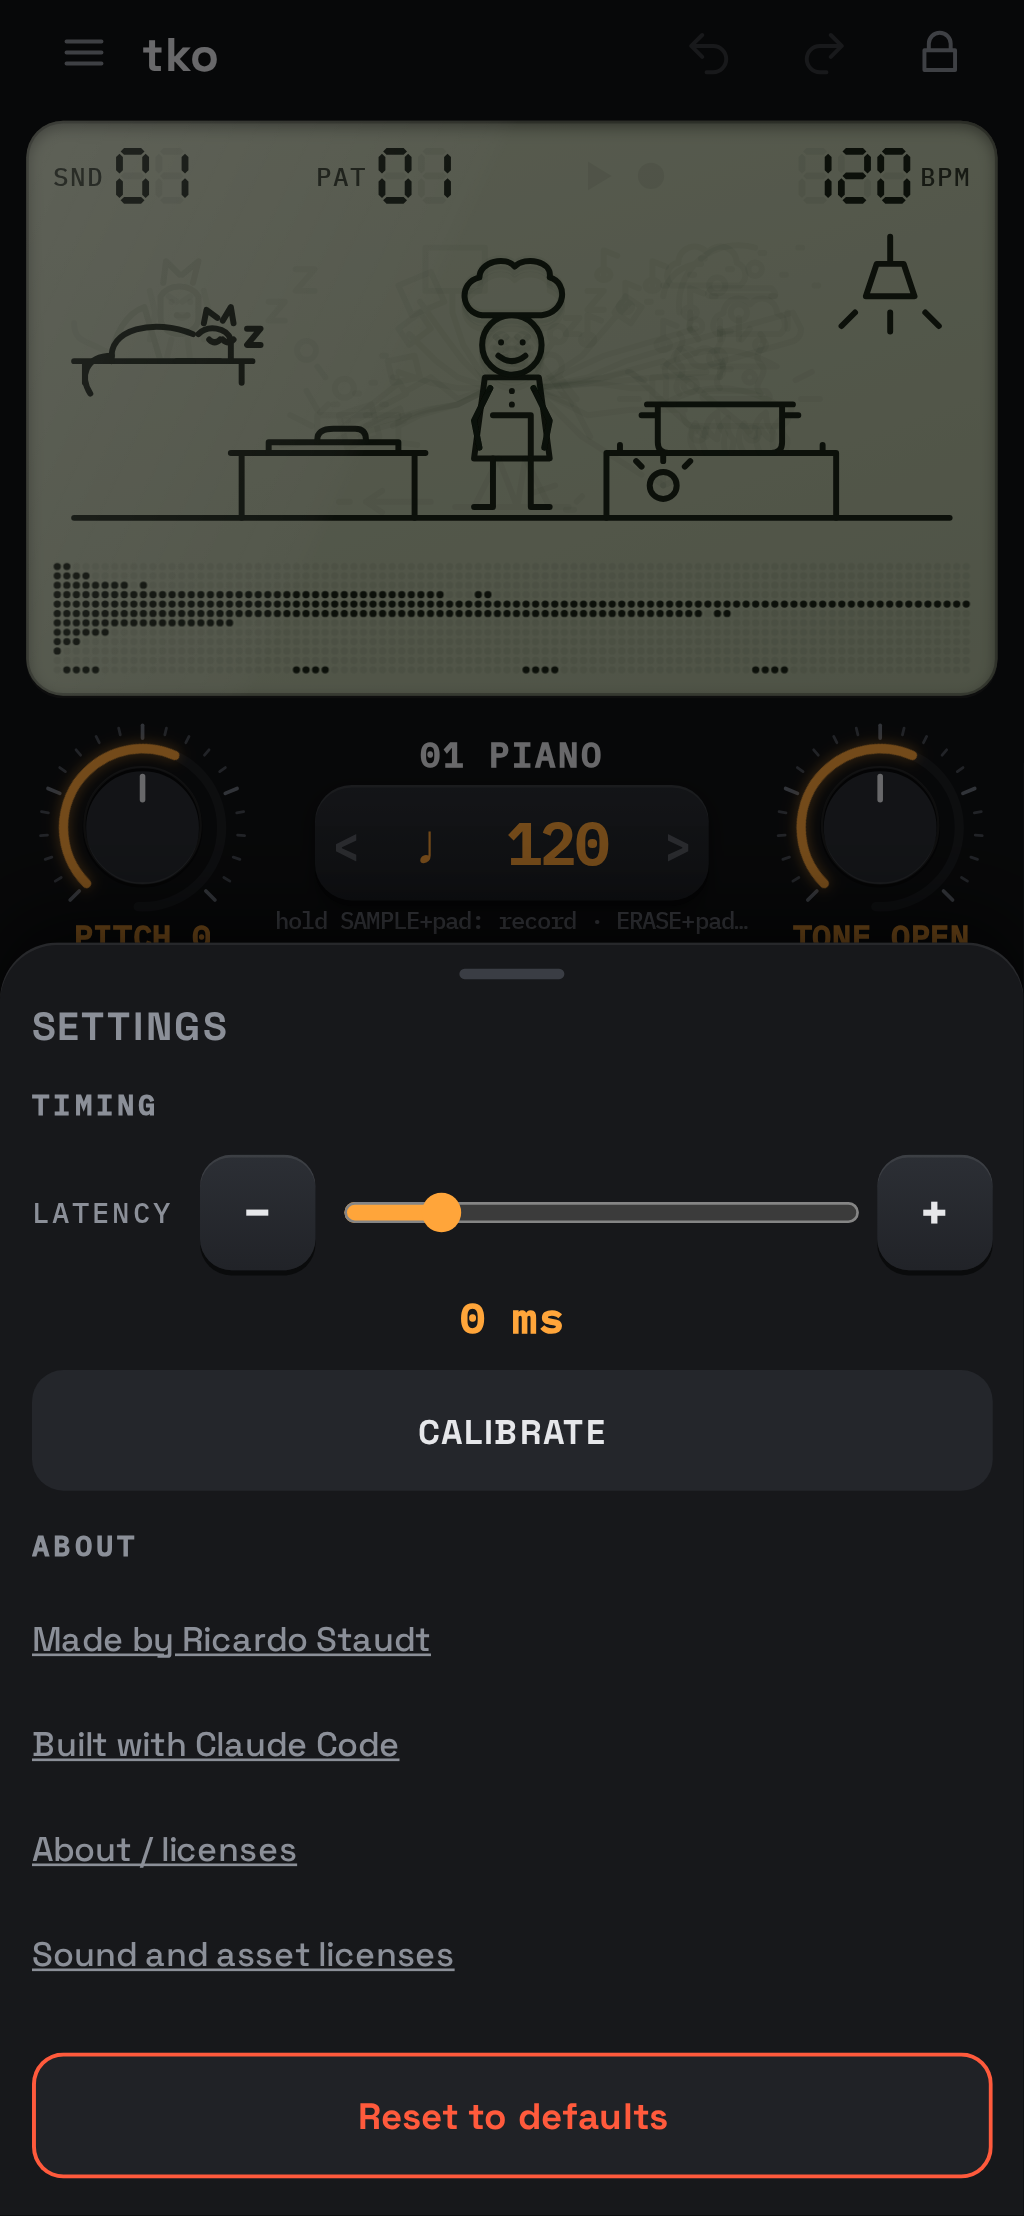 tko
SND 01 PAT 01 120 BPM
z
01 PIANO
< ♩ 120 >
hold SAMPLE+pad: record · ERASE+pad…
PITCH 0 TONE OPEN
SETTINGS
TIMING
LATENCY − +
0 ms
CALIBRATE
ABOUT
Made by Ricardo Staudt
Built with Claude Code
About / licenses
Sound and asset licenses
Reset to defaults